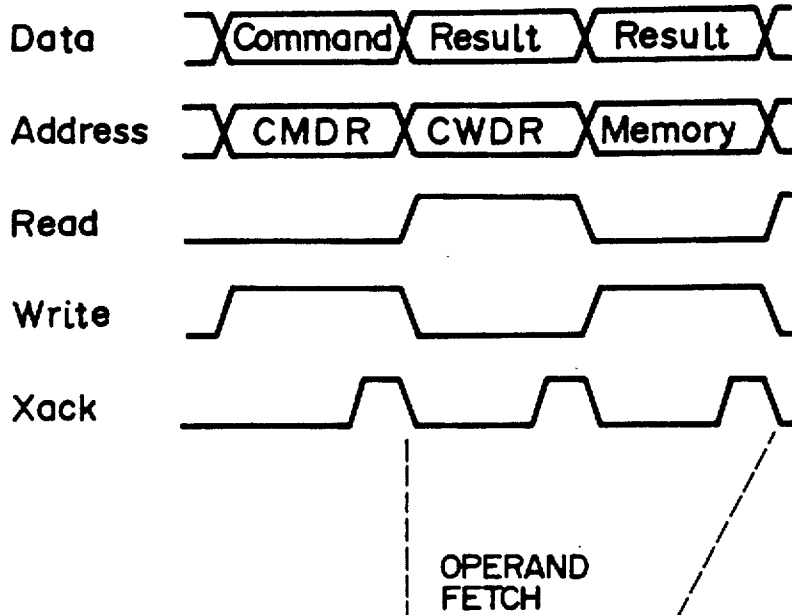 Data Command Result Result
Address CMDR CWDR Memory
Read
Write
Xack
OPERAND
FETCH